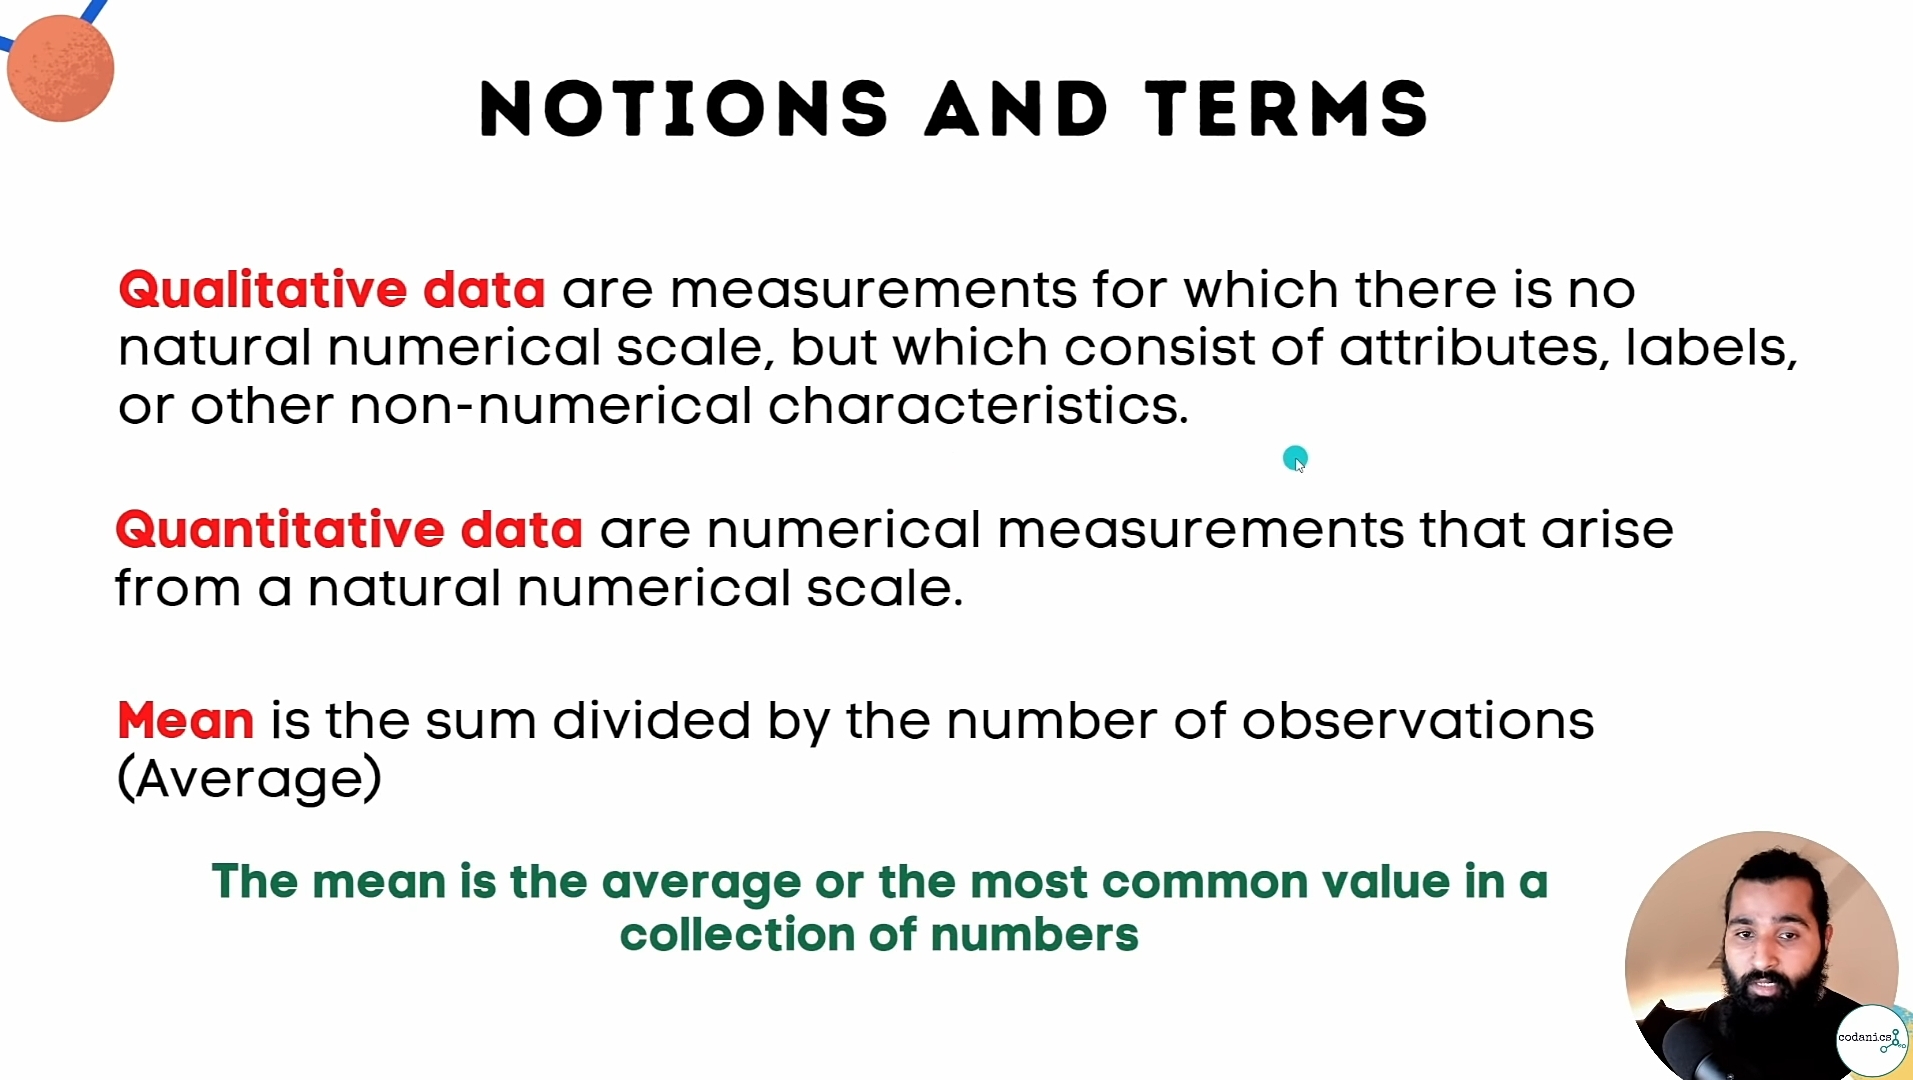 NOTIONS AND TERMS
Qualitative data are measurements for which there is no
natural numerical scale, but which consist of attributes, labels,
or other non-numerical characteristics.
Quantitative data are numerical measurements that arise
from a natural numerical scale.
Mean is the sum divided by the number of observations
(Average)
The mean is the average or the most common value in a
collection of numbers
codanics